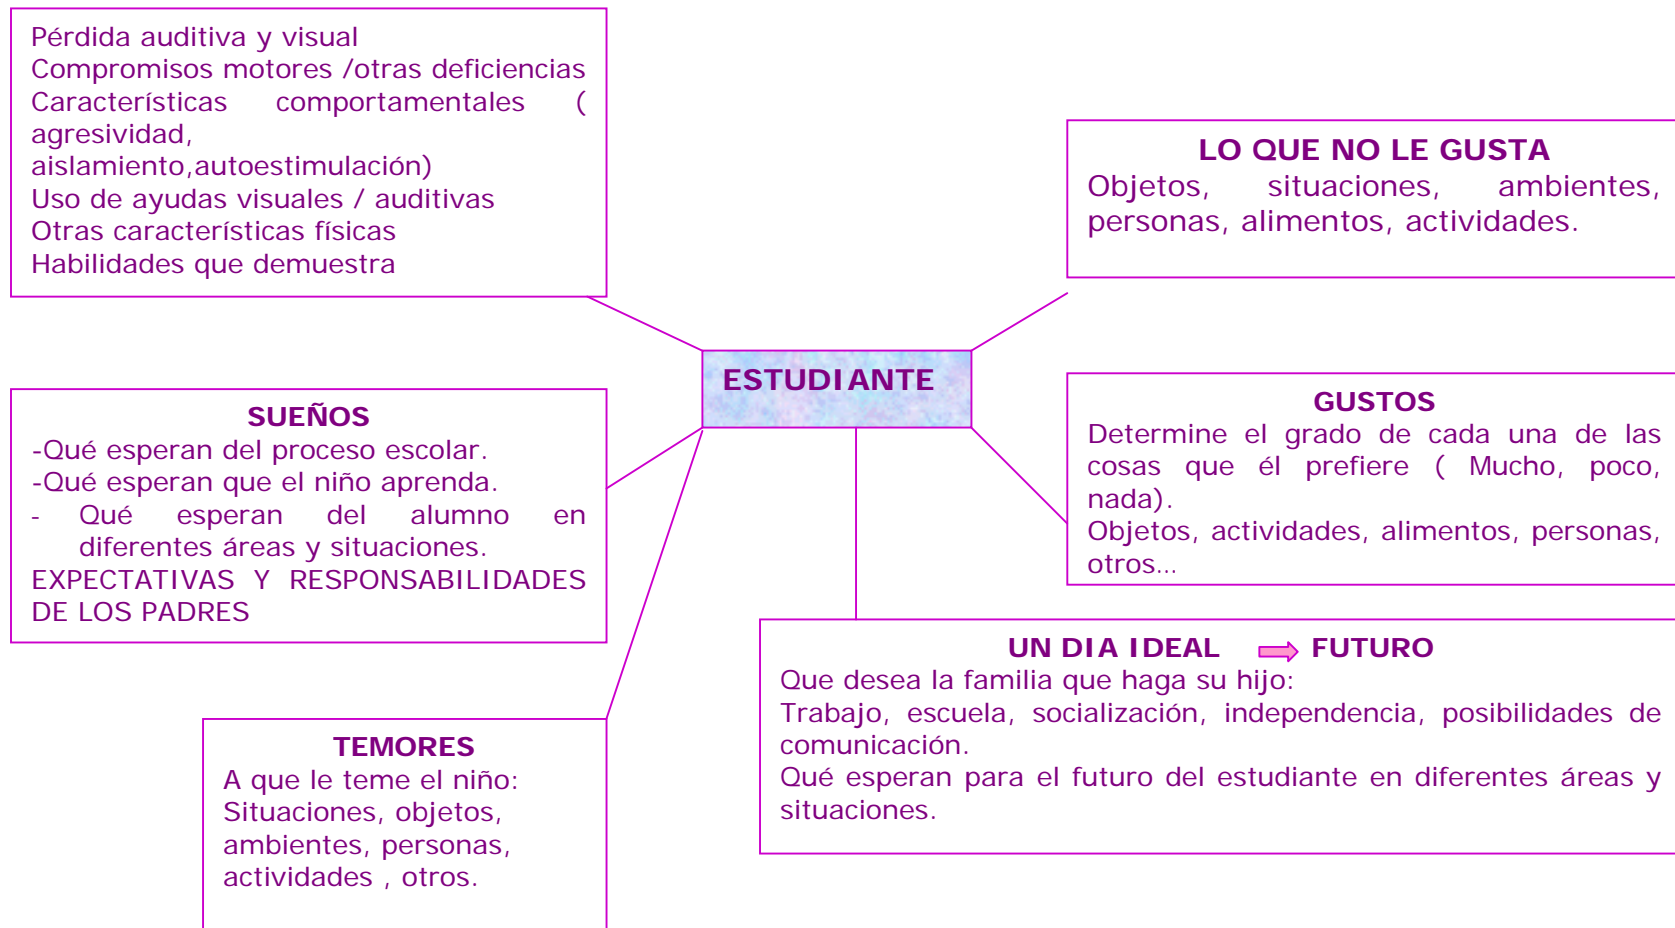 Pérdida auditiva y visual
Compromisos motores /otras deficiencias
Características comportamentales (
agresividad,
aislamiento,autoestimulación)
Uso de ayudas visuales / auditivas
Otras características físicas
Habilidades que demuestra
LO QUE NO LE GUSTA
Objetos, situaciones, ambientes,
personas, alimentos, actividades.
ESTUDIANTE
SUEÑOS
-Qué esperan del proceso escolar.
-Qué esperan que el niño aprenda.
- Qué esperan del alumno en
diferentes áreas y situaciones.
EXPECTATIVAS Y RESPONSABILIDADES
DE LOS PADRES
GUSTOS
Determine el grado de cada una de las
cosas que él prefiere ( Mucho, poco,
nada).
Objetos, actividades, alimentos, personas,
otros...
UN DIA IDEAL FUTURO
Que desea la familia que haga su hijo:
Trabajo, escuela, socialización, independencia, posibilidades de
comunicación.
Qué esperan para el futuro del estudiante en diferentes áreas y
situaciones.
TEMORES
A que le teme el niño:
Situaciones, objetos,
ambientes, personas,
actividades , otros.